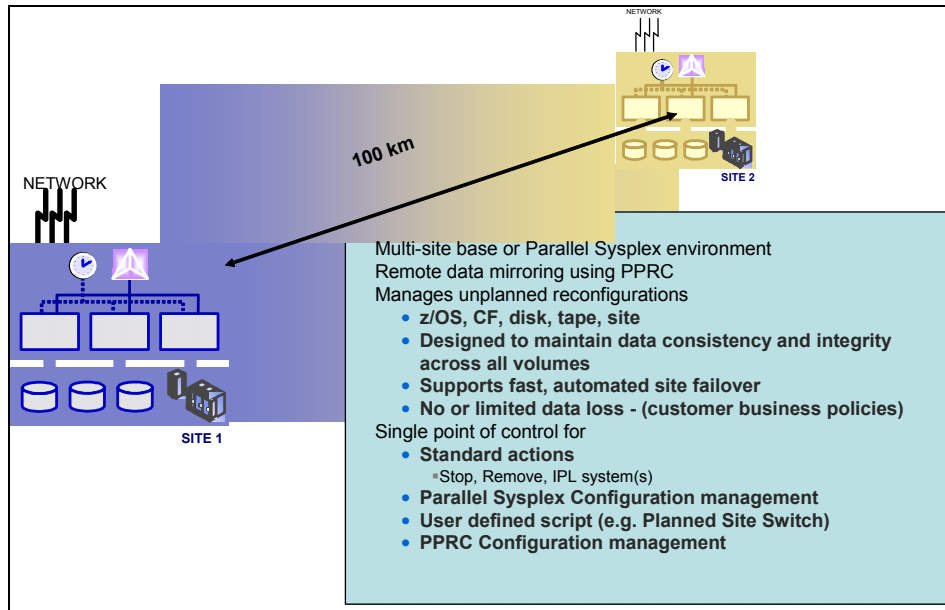 NETWORK
SITE 2
100 km
NETWORK
SITE 1
Multi-site base or Parallel Sysplex environment
Remote data mirroring using PPRC
Manages unplanned reconfigurations
• z/OS, CF, disk, tape, site
• Designed to maintain data consistency and integrity
across all volumes
• Supports fast, automated site failover
• No or limited data loss - (customer business policies)
Single point of control for
• Standard actions
▪Stop, Remove, IPL system(s)
• Parallel Sysplex Configuration management
• User defined script (e.g. Planned Site Switch)
• PPRC Configuration management